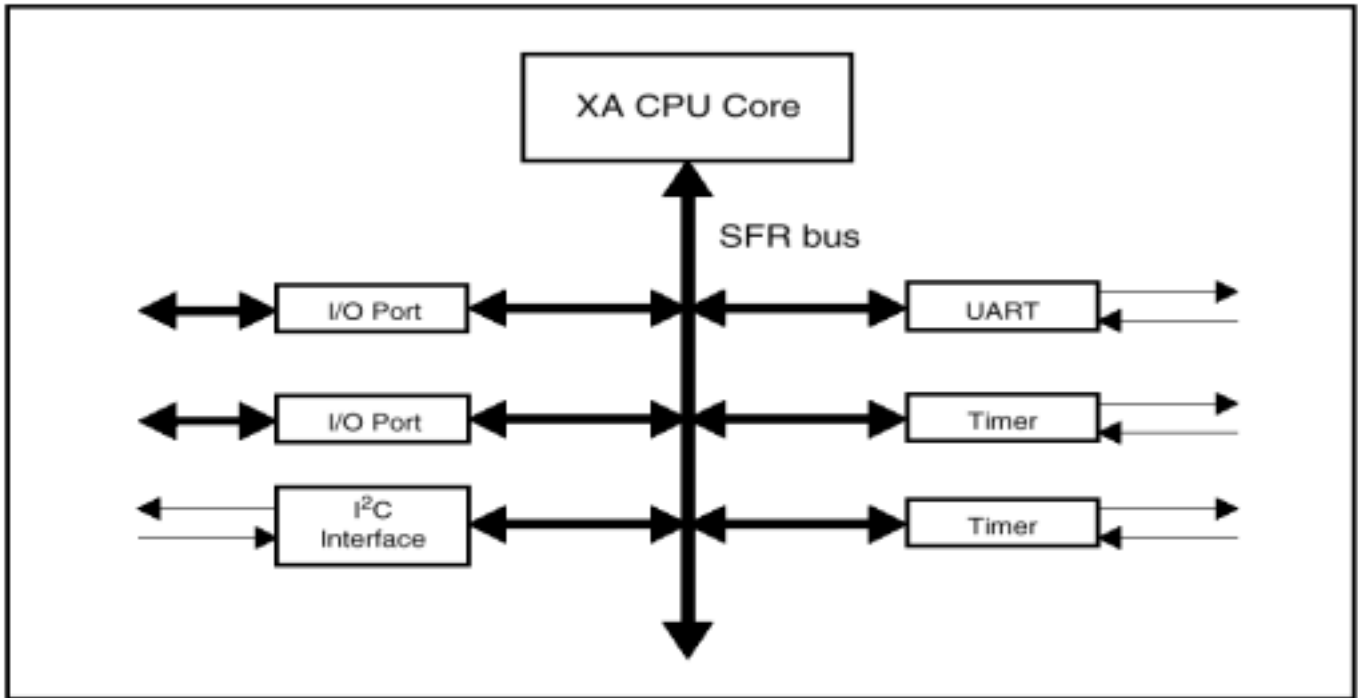 XA CPU Core
SFR bus
I/O Port
UART
I/O Port
Timer
I²C
Interface
Timer